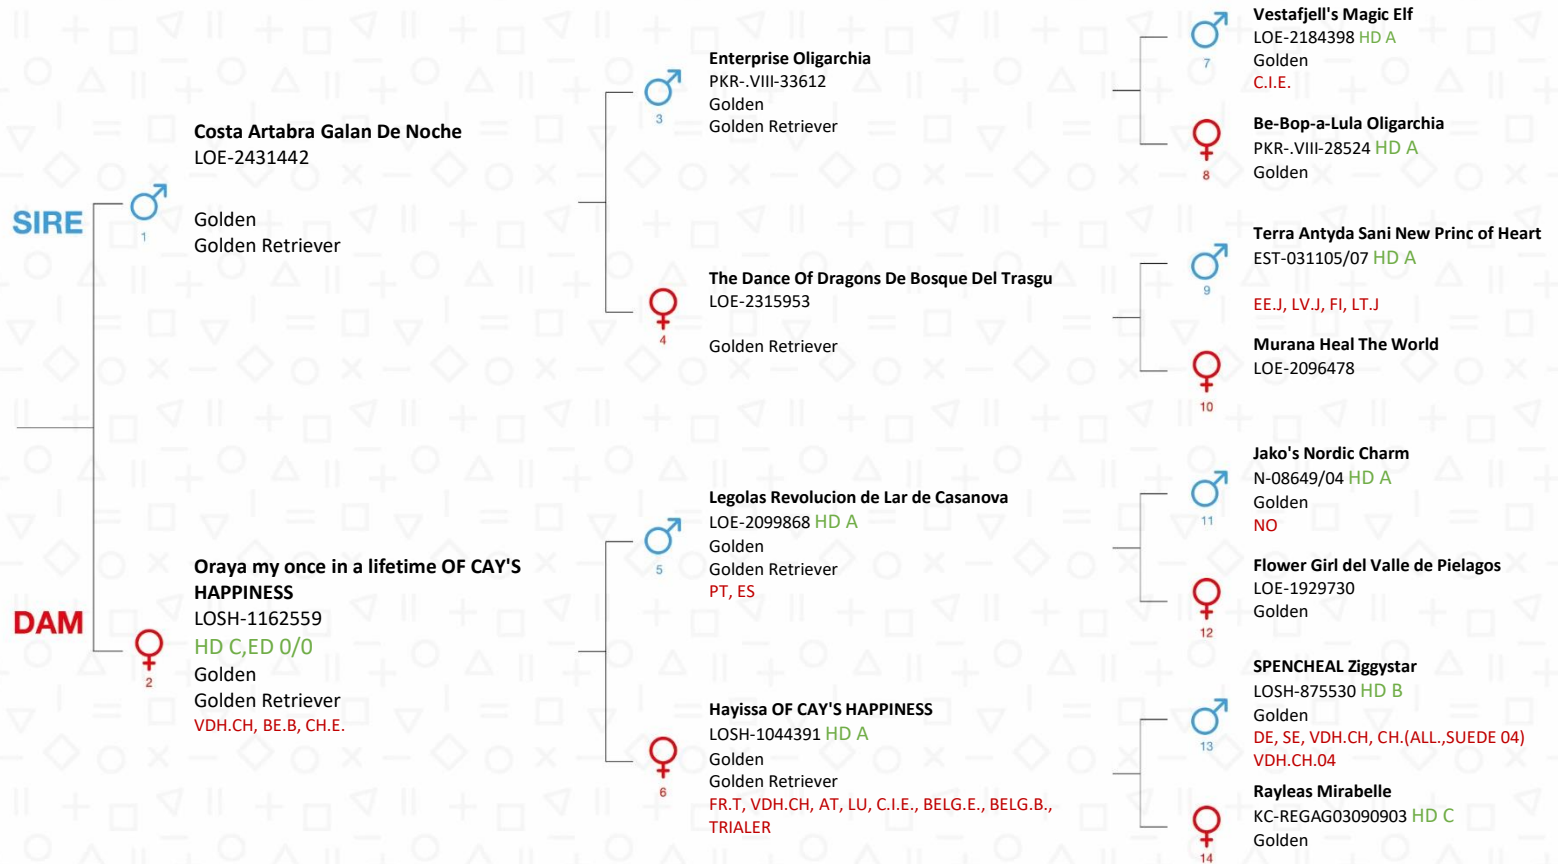 SIRE
1
Costa Artabra Galan De Noche
LOE-2431442
Golden
Golden Retriever
DAM
2
Oraya my once in a lifetime OF CAY'S
HAPPINESS
LOSH-1162559
HD C,ED 0/0
Golden
Golden Retriever
VDH.CH, BE.B, CH.E.
3
Enterprise Oligarchia
PKR-.VIII-33612
Golden
Golden Retriever
4
The Dance Of Dragons De Bosque Del Trasgu
LOE-2315953
Golden Retriever
5
Legolas Revolucion de Lar de Casanova
LOE-2099868 HD A
Golden
Golden Retriever
PT, ES
6
Hayissa OF CAY'S HAPPINESS
LOSH-1044391 HD A
Golden
Golden Retriever
FR.T, VDH.CH, AT, LU, C.I.E., BELG.E., BELG.B.,
TRIALER
7
Vestafjell's Magic Elf
LOE-2184398 HD A
Golden
C.I.E.
8
Be-Bop-a-Lula Oligarchia
PKR-.VIII-28524 HD A
Golden
9
Terra Antyda Sani New Princ of Heart
EST-031105/07 HD A
EE.J, LV.J, FI, LT.J
10
Murana Heal The World
LOE-2096478
11
Jako's Nordic Charm
N-08649/04 HD A
Golden
NO
12
Flower Girl del Valle de Pielagos
LOE-1929730
Golden
13
SPENCHEAL Ziggystar
LOSH-875530 HD B
Golden
DE, SE, VDH.CH, CH.(ALL.,SUEDE 04)
VDH.CH.04
14
Rayleas Mirabelle
KC-REGAG03090903 HD C
Golden